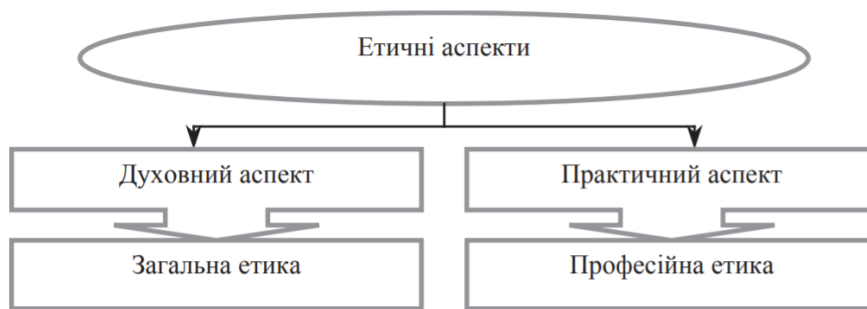 Етичні аспекти
Духовний аспект
Практичний аспект
Загальна етика
Професійна етика